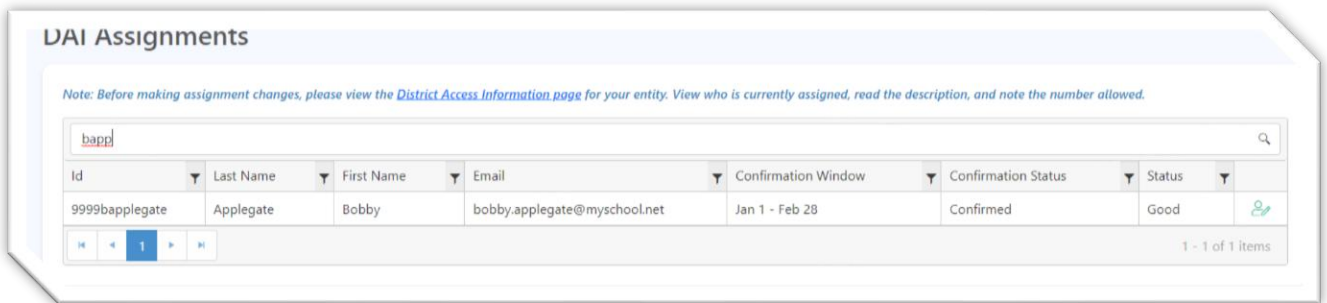 DAI Assignments
Note: Before making assignment changes, please view the District Access Information page for your entity. View who is currently assigned, read the description, and note the number allowed.
bapp
Id Last Name First Name Email Confirmation Window Confirmation Status Status
9999bapplegate Applegate Bobby bobby.applegate@myschool.net Jan 1 - Feb 28 Confirmed Good
1 1 - 1 of 1 items